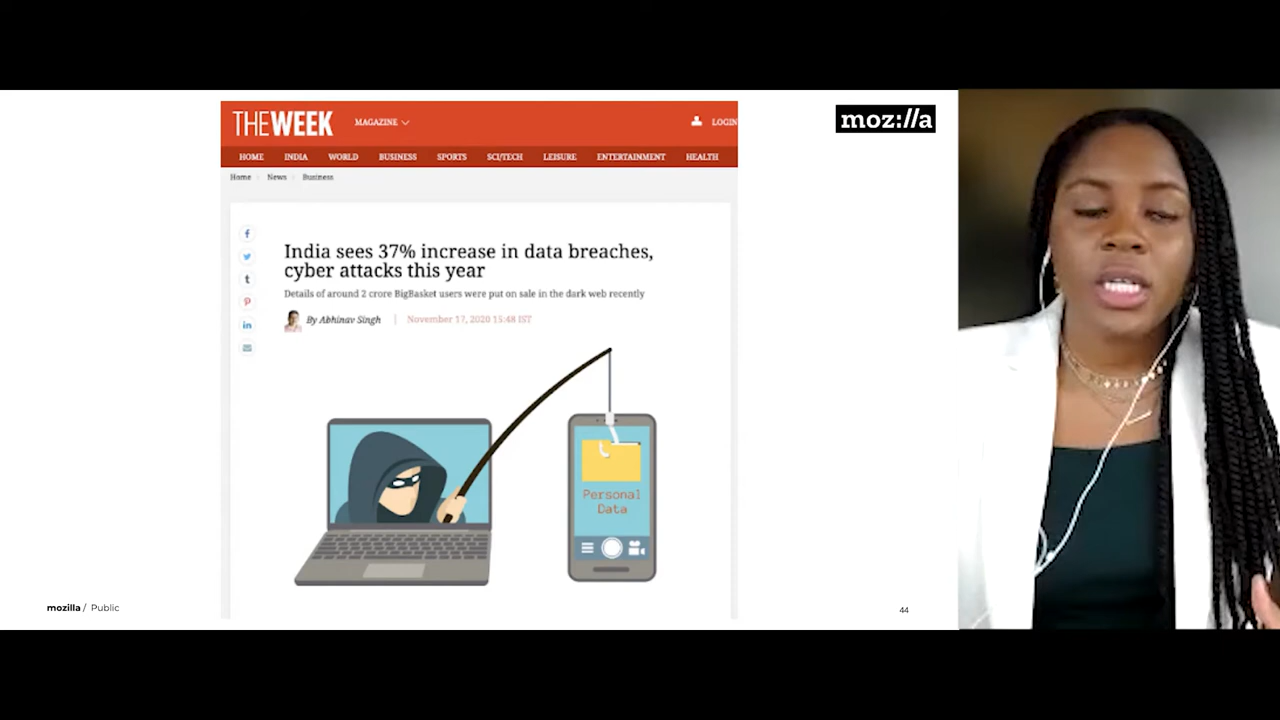 THEWEEK
MAGAZINE
LOGIN
moz://a
HOME INDIA WORLD BUSINESS SPORTS SCI/TECH LEISURE ENTERTAINMENT HEALTH
Home News Business
India sees 37% increase in data breaches,
cyber attacks this year
Details of around 2 crore BigBasket users were put on sale in the dark web recently
By Abhinav Singh | November 17, 2020 15:48 IST
Personal
Data
mozilla / Public
44